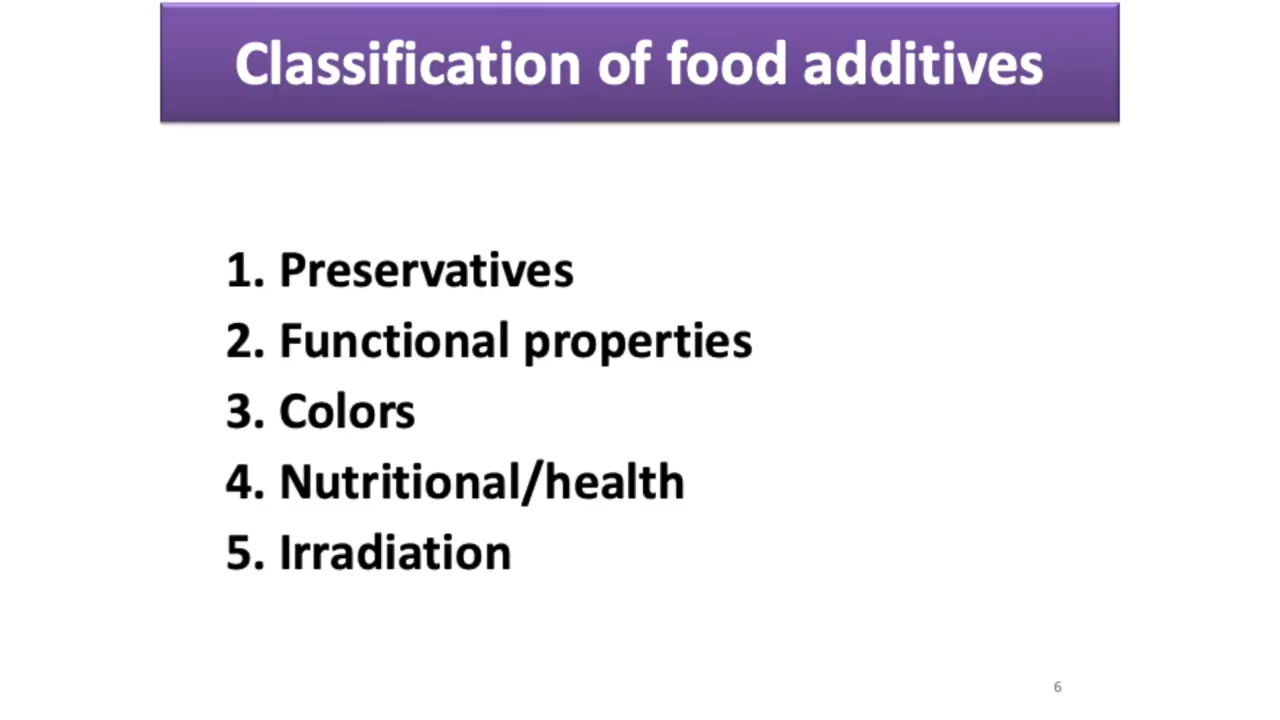 Classification of food additives
1. Preservatives
2. Functional properties
3. Colors
4. Nutritional/health
5. Irradiation
6